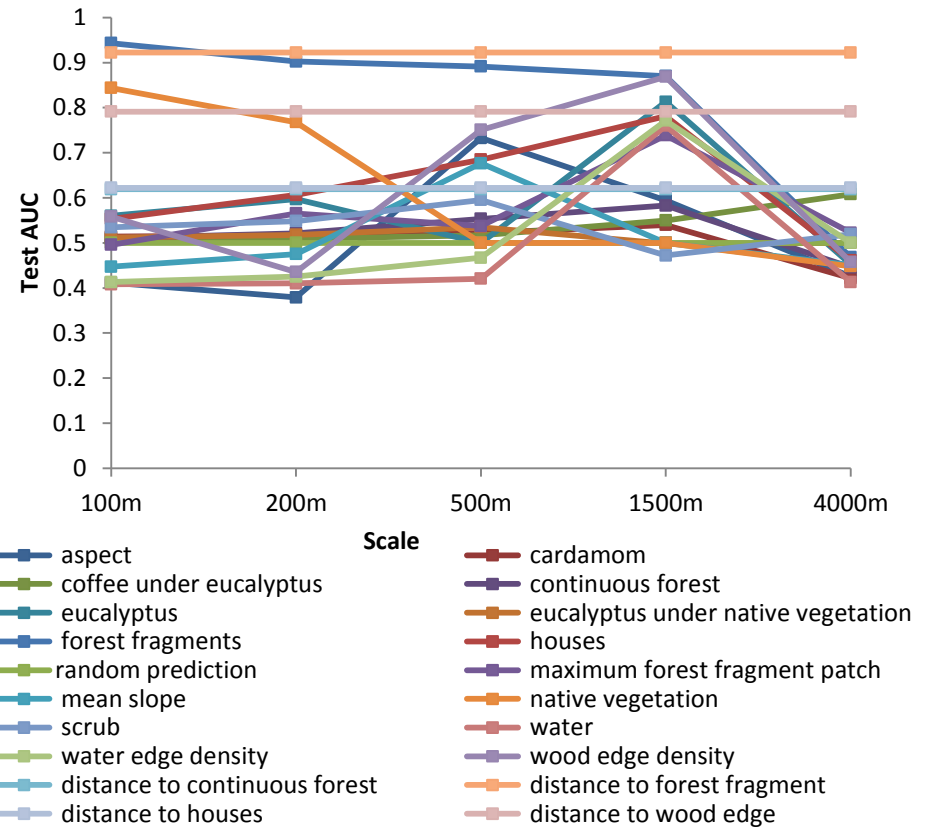 1
0.9
0.8
0.7
0.6
0.5
0.4
0.3
0.2
0.1
0
Test AUC
100m 200m 500m 1500m 4000m
Scale
aspect cardamom
coffee under eucalyptus continuous forest
eucalyptus eucalyptus under native vegetation
forest fragments houses
random prediction maximum forest fragment patch
mean slope native vegetation
scrub water
water edge density wood edge density
distance to continuous forest distance to forest fragment
distance to houses distance to wood edge